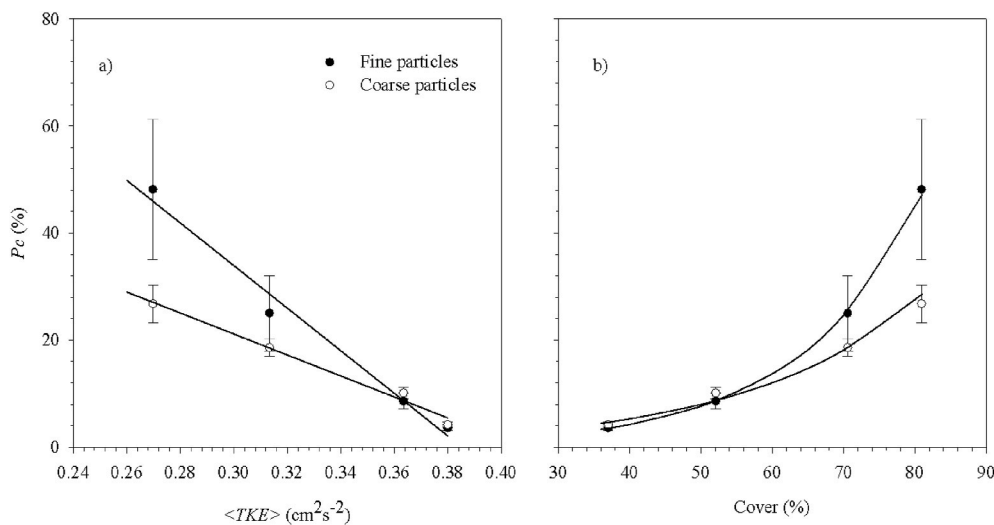 80
60
40
20
0
Pc (%)
a)
Fine particles
Coarse particles
0.24 0.26 0.28 0.30 0.32 0.34 0.36 0.38 0.40
<TKE> (cm²s⁻²)
b)
30 40 50 60 70 80 90
Cover (%)